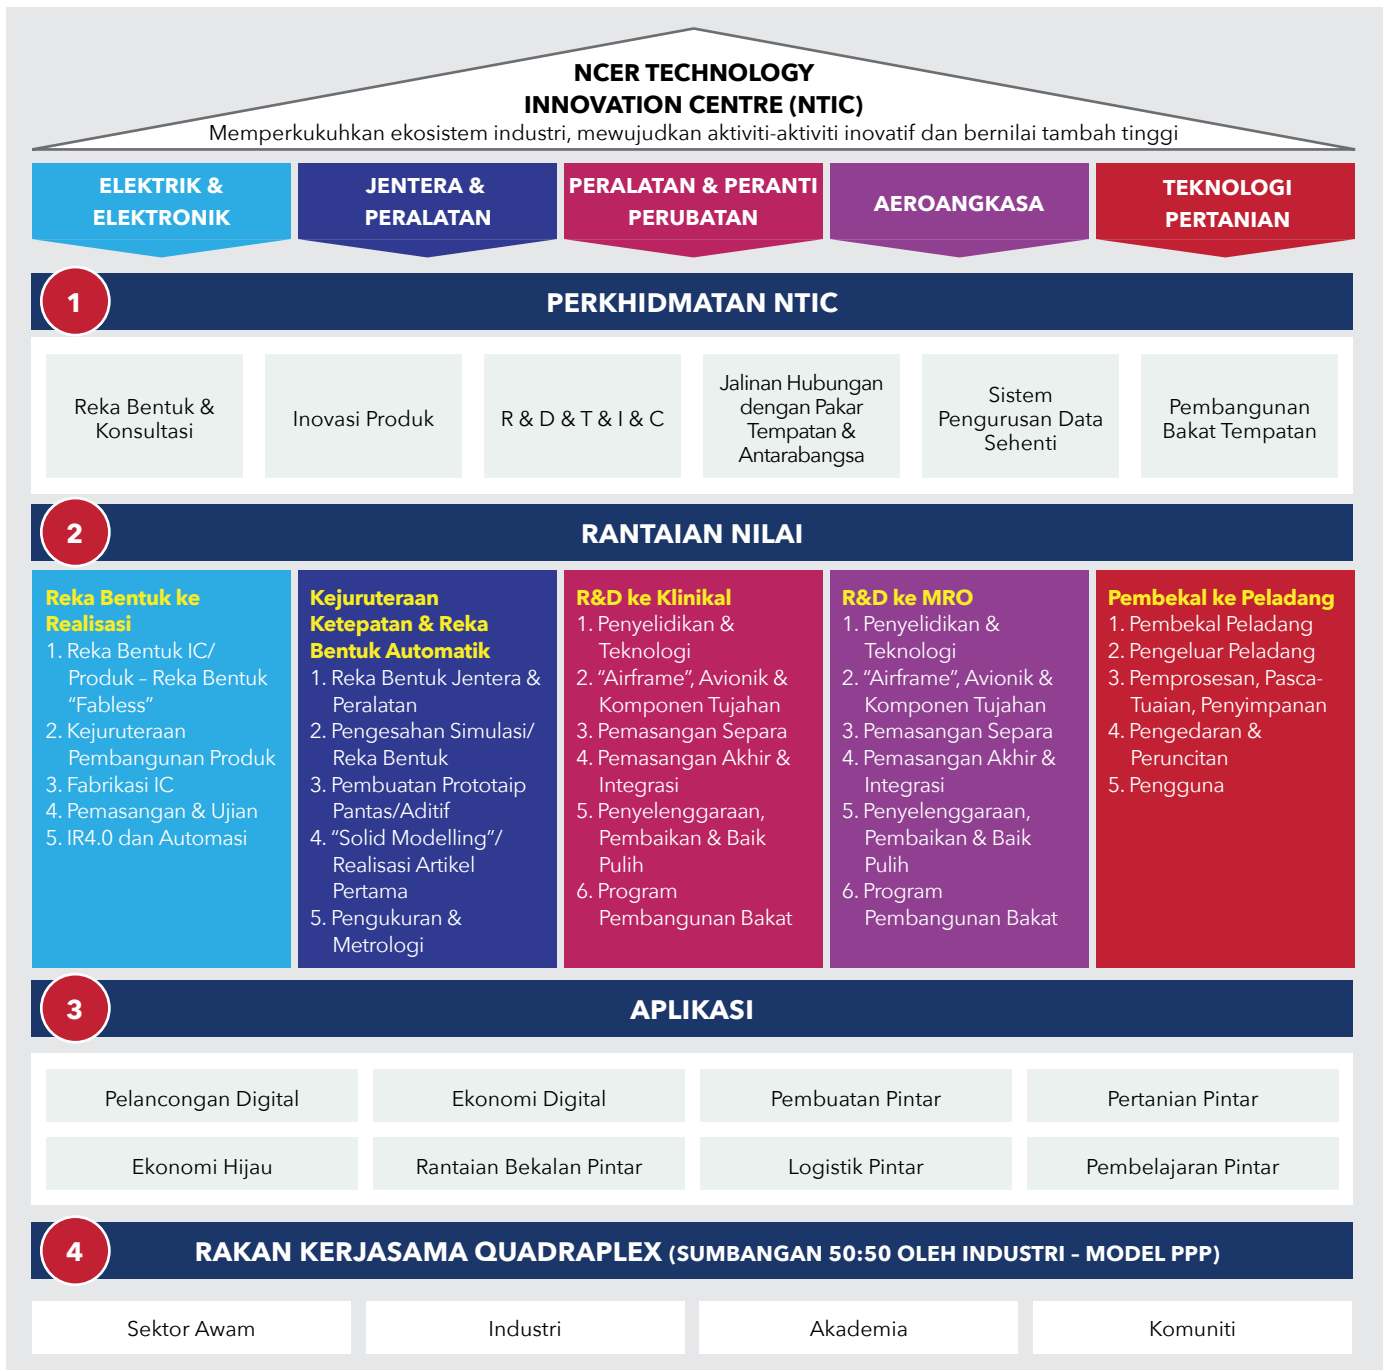 NCER TECHNOLOGY
INNOVATION CENTRE (NTIC)
Memperkukuhkan ekosistem industri, mewujudkan aktiviti-aktiviti inovatif dan bernilai tambah tinggi
ELEKTRIK &
ELEKTRONIK
JENTERA &
PERALATAN
PERALATAN & PERANTI
PERUBATAN
AEROANGKASA
TEKNOLOGI
PERTANIAN
1
PERKHIDMATAN NTIC
Reka Bentuk &
Konsultasi
Inovasi Produk
R & D & T & I & C
Jalinan Hubungan
dengan Pakar
Tempatan &
Antarabangsa
Sistem
Pengurusan Data
Sehenti
Pembangunan
Bakat Tempatan
2
RANTAIAN NILAI
Reka Bentuk ke
Realisasi
1. Reka Bentuk IC/
Produk – Reka Bentuk
“Fabless”
2. Kejuruteraan
Pembangunan Produk
3. Fabrikasi IC
4. Pemasangan & Ujian
5. IR4.0 dan Automasi
Kejuruteraan
Ketepatan & Reka
Bentuk Automatik
1. Reka Bentuk Jentera &
Peralatan
2. Pengesahan Simulasi/
Reka Bentuk
3. Pembuatan Prototaip
Pantas/Aditif
4. “Solid Modelling”/
Realisasi Artikel
Pertama
5. Pengukuran &
Metrologi
R&D ke Klinikal
1. Penyelidikan &
Teknologi
2. “Airframe”, Avionik &
Komponen Tujahan
3. Pemasangan Separa
4. Pemasangan Akhir &
Integrasi
5. Penyelenggaraan,
Pembaikan & Baik
Pulih
6. Program
Pembangunan Bakat
R&D ke MRO
1. Penyelidikan &
Teknologi
2. “Airframe”, Avionik &
Komponen Tujahan
3. Pemasangan Separa
4. Pemasangan Akhir &
Integrasi
5. Penyelenggaraan,
Pembaikan & Baik
Pulih
6. Program
Pembangunan Bakat
Pembekal ke Peladang
1. Pembekal Peladang
2. Pengeluar Peladang
3. Pemprosesan, Pasca-
Tuaian, Penyimpanan
4. Pengedaran &
Peruncitan
5. Pengguna
3
APLIKASI
Pelancongan Digital
Ekonomi Digital
Pembuatan Pintar
Pertanian Pintar
Ekonomi Hijau
Rantaian Bekalan Pintar
Logistik Pintar
Pembelajaran Pintar
4
RAKAN KERJASAMA QUADRAPLEX (SUMBANGAN 50:50 OLEH INDUSTRI – MODEL PPP)
Sektor Awam
Industri
Akademia
Komuniti